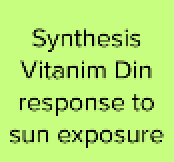 Synthesis
Vitanim Din
response to
sun exposure